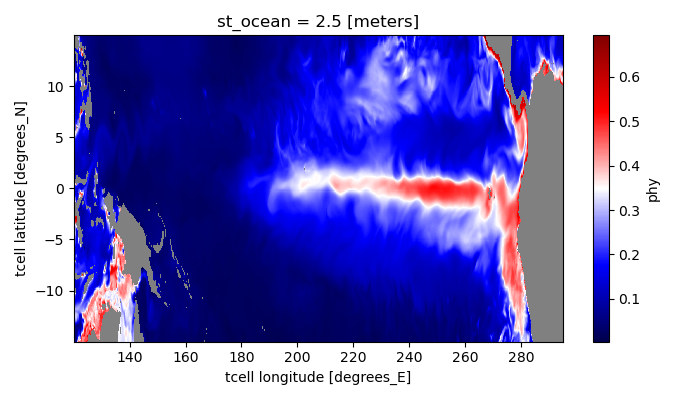 st_ocean = 2.5 [meters]
10
5
0
−5
−10
tcell latitude [degrees_N]
140 160 180 200 220 240 260 280
tcell longitude [degrees_E]
0.6
0.5
0.4
0.3
0.2
0.1
phy